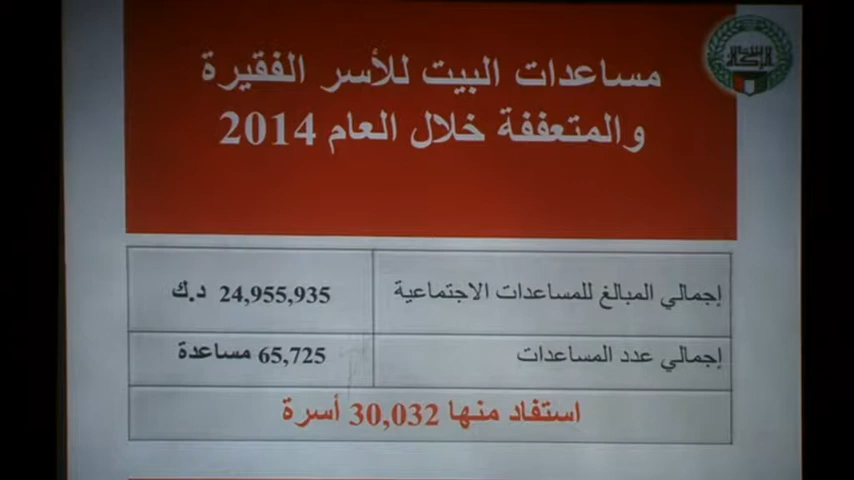 مساعدات البيت للأسر الفقيرة
والمتعففة خلال العام 2014
إجمالي المبالغ للمساعدات الاجتماعية 24,955,935 د.ك
إجمالي عدد المساعدات 65,725 مساعدة
استفاد منها 30,032 أسرة